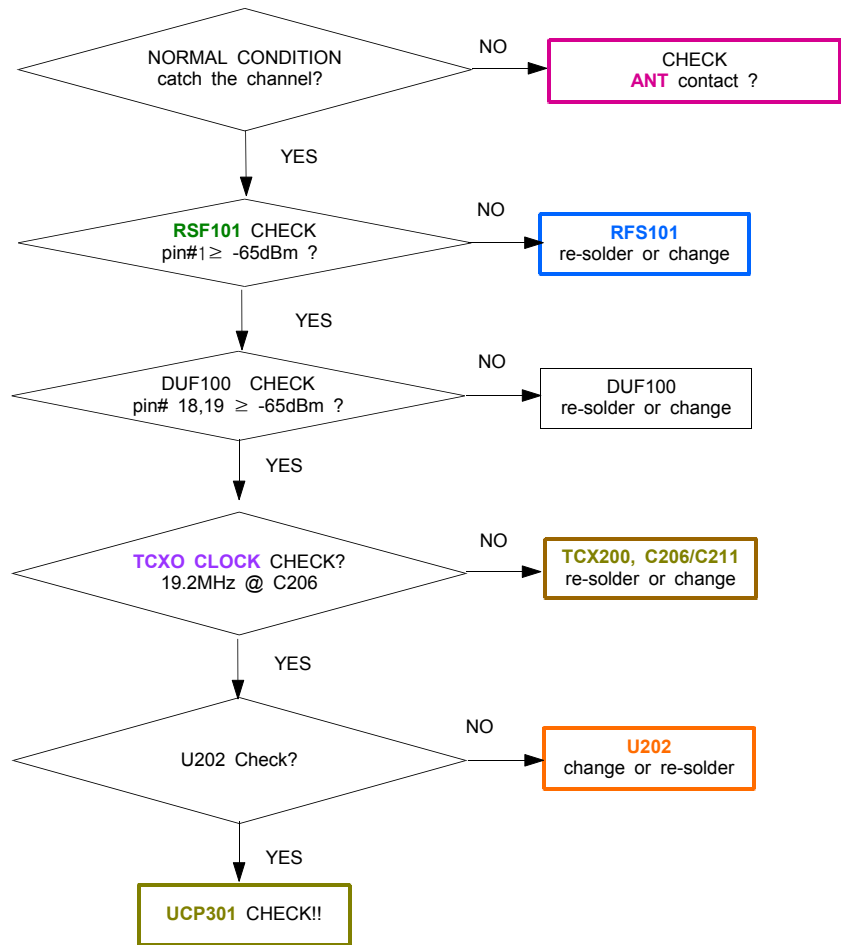 NORMAL CONDITION
catch the channel?
NO
CHECK
ANT contact ?
YES
RSF101 CHECK
pin#1≥ -65dBm ?
NO
RFS101
re-solder or change
YES
DUF100 CHECK
pin# 18,19 ≥ -65dBm ?
NO
DUF100
re-solder or change
YES
TCXO CLOCK CHECK?
19.2MHz @ C206
NO
TCX200, C206/C211
re-solder or change
YES
U202 Check?
NO
U202
change or re-solder
YES
UCP301 CHECK!!